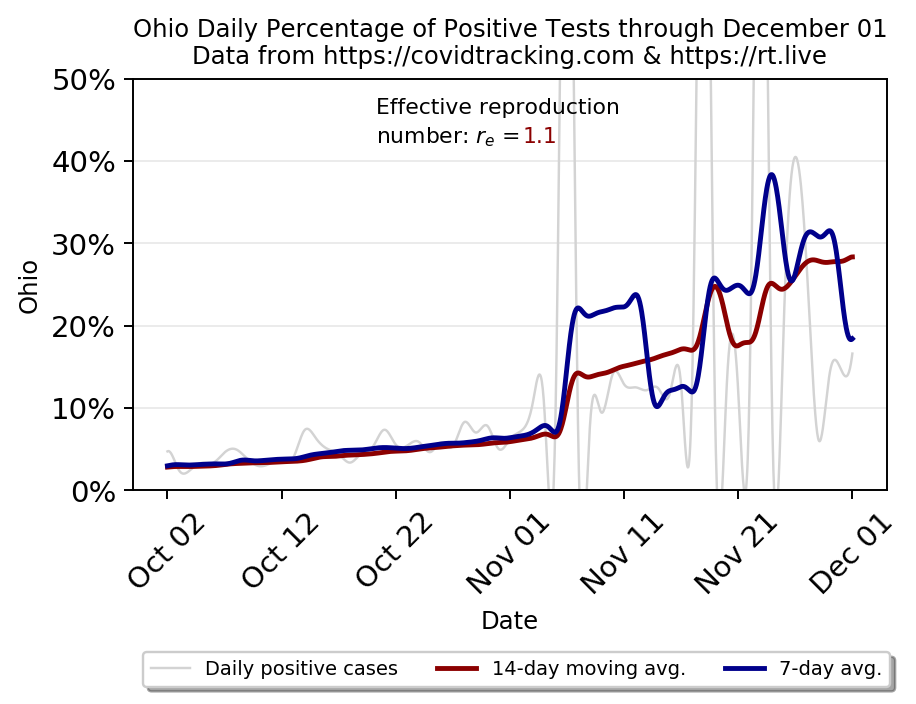 Ohio Daily Percentage of Positive Tests through December 01
Data from https://covidtracking.com & https://rt.live
50%
Effective reproduction
number: rₑ = 1.1
40%
30%
Ohio
20%
10%
0%
Oct 02 Oct 12 Oct 22 Nov 01 Nov 11 Nov 21 Dec 01
Date
Daily positive cases 14-day moving avg. 7-day avg.